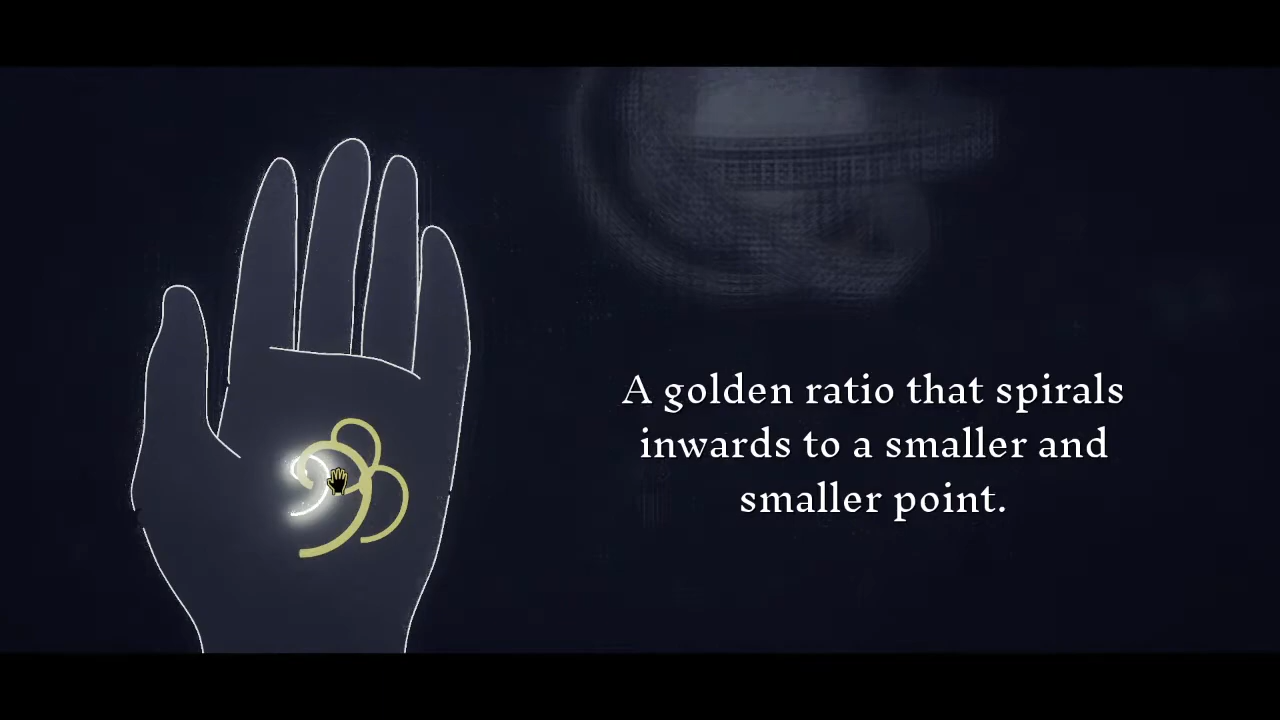 A golden ratio that spirals
inwards to a smaller and
smaller point.